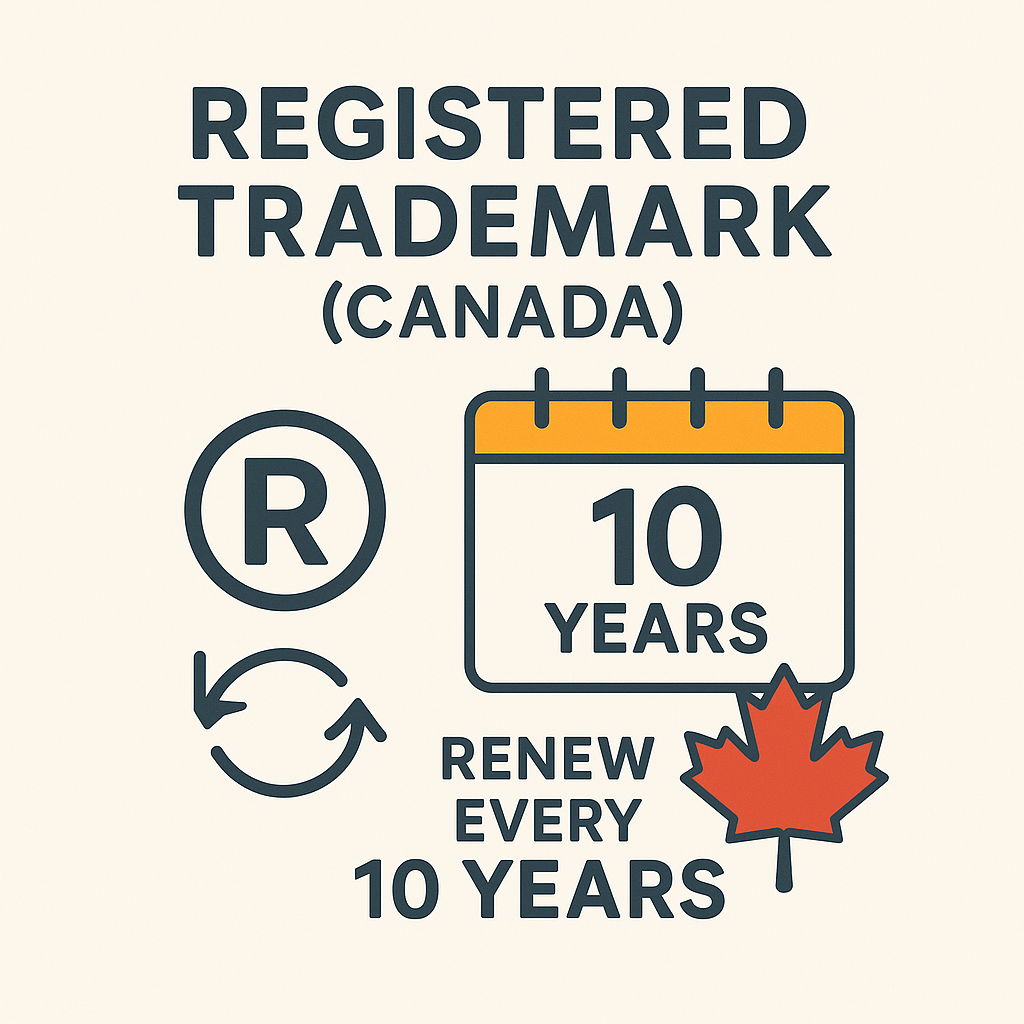 REGISTERED
TRADEMARK
(CANADA)
R
10
YEARS
RENEW
EVERY
10 YEARS